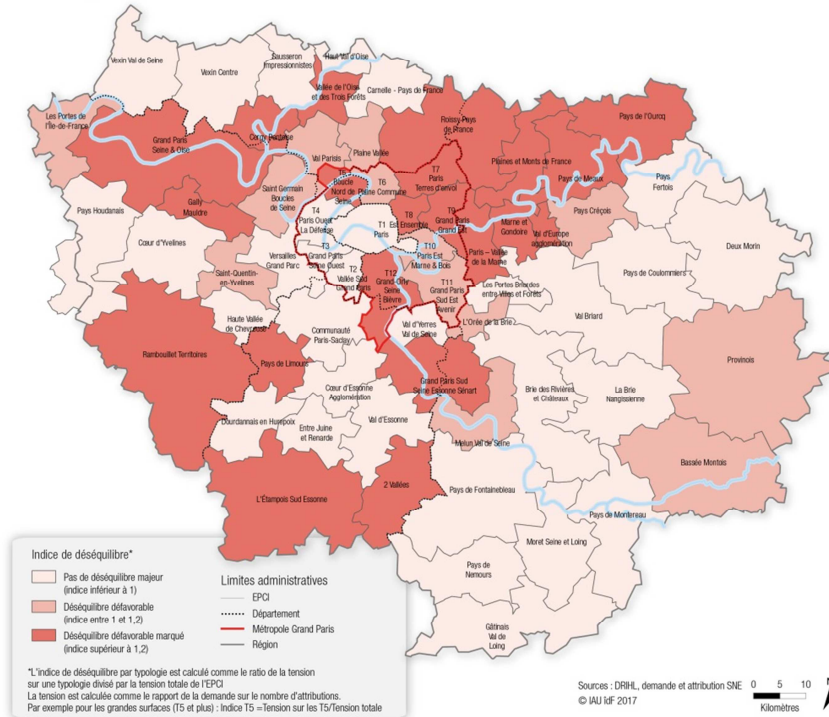 Vexin Val de Seine
Vexin Centre
Sausseron
Impressionnistes
Haut Val d'Oise
Vallée de l'Oise
et des Trois Forêts
Carnelle - Pays de France
Les Portes de
l'Île-de-France
Grand Paris
Seine & Oise
Cergy Pontoise
Roissy Pays
de France
Pays de l'Ourcq
Val Parisis
Plaine Vallée
Plaines et Monts de France
Pays de Meaux
Pays
Fertois
T5
Boucle
Nord de
Seine
T6
Plaine Commune
T7
Paris
Terres d'envol
Saint Germain
Boucles
de Seine
Gally
Mauldre
Pays Houdanais
Cœur d'Yvelines
T4
Paris Ouest
La Défense
T1
Paris
T8
Est Ensemble
T9
Grand Paris
Grand Est
Marne et
Gondoire
Val d'Europe
agglomération
Pays Créçois
Deux Morin
Versailles
Grand Parc
T3
Grand Paris
Seine Ouest
T10
Paris Est
Marne & Bois
Paris – Vallée
de la Marne
Pays de Coulommiers
Saint-Quentin-
en-Yvelines
T2
Vallée Sud
Grand Paris
T12
Grand-Orly
Seine
Bièvre
T11
Grand Paris
Sud Est
Avenir
Les Portes Briardes
entre Villes et Forêts
Haute Vallée
de Chevreuse
Communauté
Paris-Saclay
Val d'Yerres
Val de Seine
L'Orée de la Brie
Val Briard
Rambouillet Territoires
Pays de Limours
Provinois
Cœur d'Essonne
Agglomération
Grand Paris Sud
Seine Essonne Sénart
Brie des Rivières
et Châteaux
La Brie
Nangissienne
Dourdannais en Hurepoix
Entre Juine
et Renarde
Val d'Essonne
Melun Val de Seine
Bassée Montois
L'Étampois Sud Essonne
2 Vallées
Pays de Fontainebleau
Pays de Montereau
Moret Seine et Loing
Pays de
Nemours
Gâtinais
Val de
Loing
Indice de déséquilibre*
Pas de déséquilibre majeur
(indice inférieur à 1)
Déséquilibre défavorable
(indice entre 1 et 1,2)
Déséquilibre défavorable marqué
(indice supérieur à 1,2)
Limites administratives
EPCI
Département
Métropole Grand Paris
Région
*L'indice de déséquilibre par typologie est calculé comme le ratio de la tension
sur une typologie divisé par la tension totale de l'EPCI
La tension est calculée comme le rapport de la demande sur le nombre d'attributions.
Par exemple pour les grandes surfaces (T5 et plus) : Indice T5 =Tension sur les T5/Tension totale
Sources : DRIHL, demande et attribution SNE
© IAU îdF 2017
0 5 10
Kilomètres